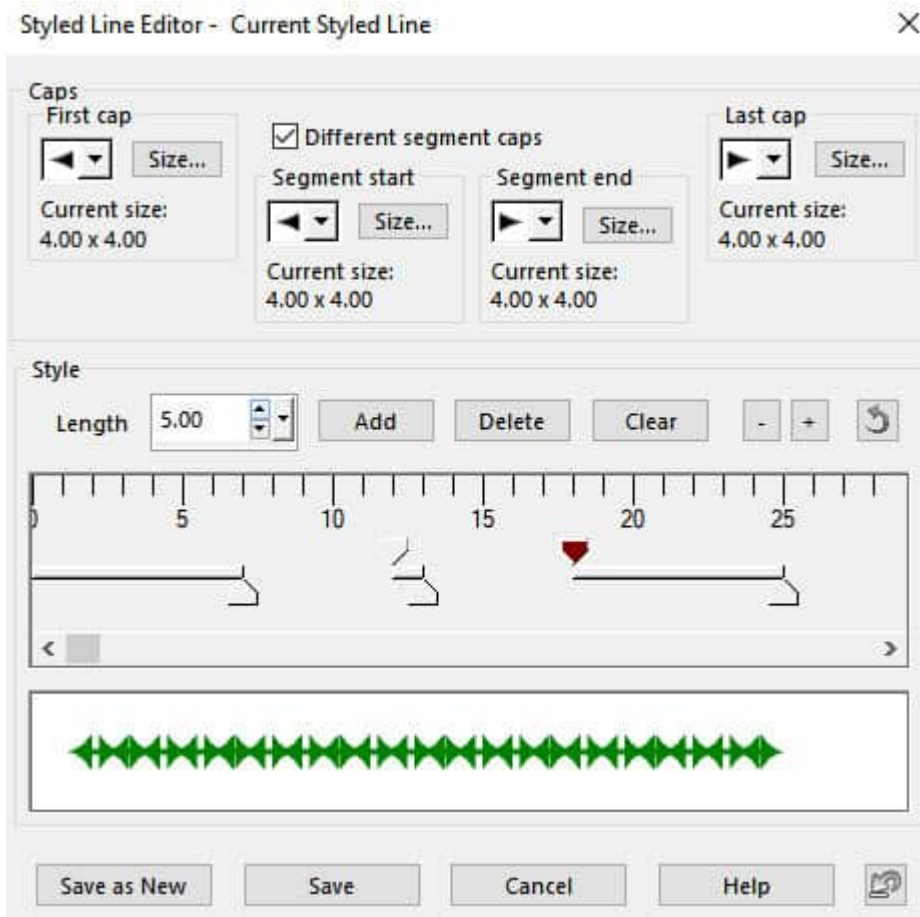 Styled Line Editor - Current Styled Line
Caps
First cap
Size...
Current size:
4.00 x 4.00
Different segment caps
Segment start
Size...
Current size:
4.00 x 4.00
Segment end
Size...
Current size:
4.00 x 4.00
Last cap
Size...
Current size:
4.00 x 4.00
Style
Length 5.00 Add Delete Clear - +
0 5 10 15 20 25
Save as New Save Cancel Help